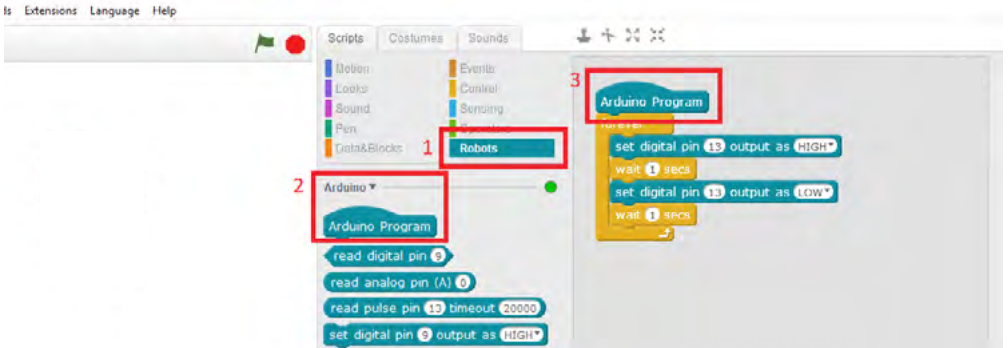 ls Extensions Language Help
Scripts Costumes Sounds
Motion Events
Looks Control
Sound Sensing
Pen Operators
Data&Blocks 1 Robots
2 Arduino
Arduino Program
read digital pin 9
read analog pin (A) 0
read pulse pin 13 timeout 20000
set digital pin 9 output as HIGH
3
Arduino Program
forever
set digital pin 13 output as HIGH
wait 1 secs
set digital pin 13 output as LOW
wait 1 secs